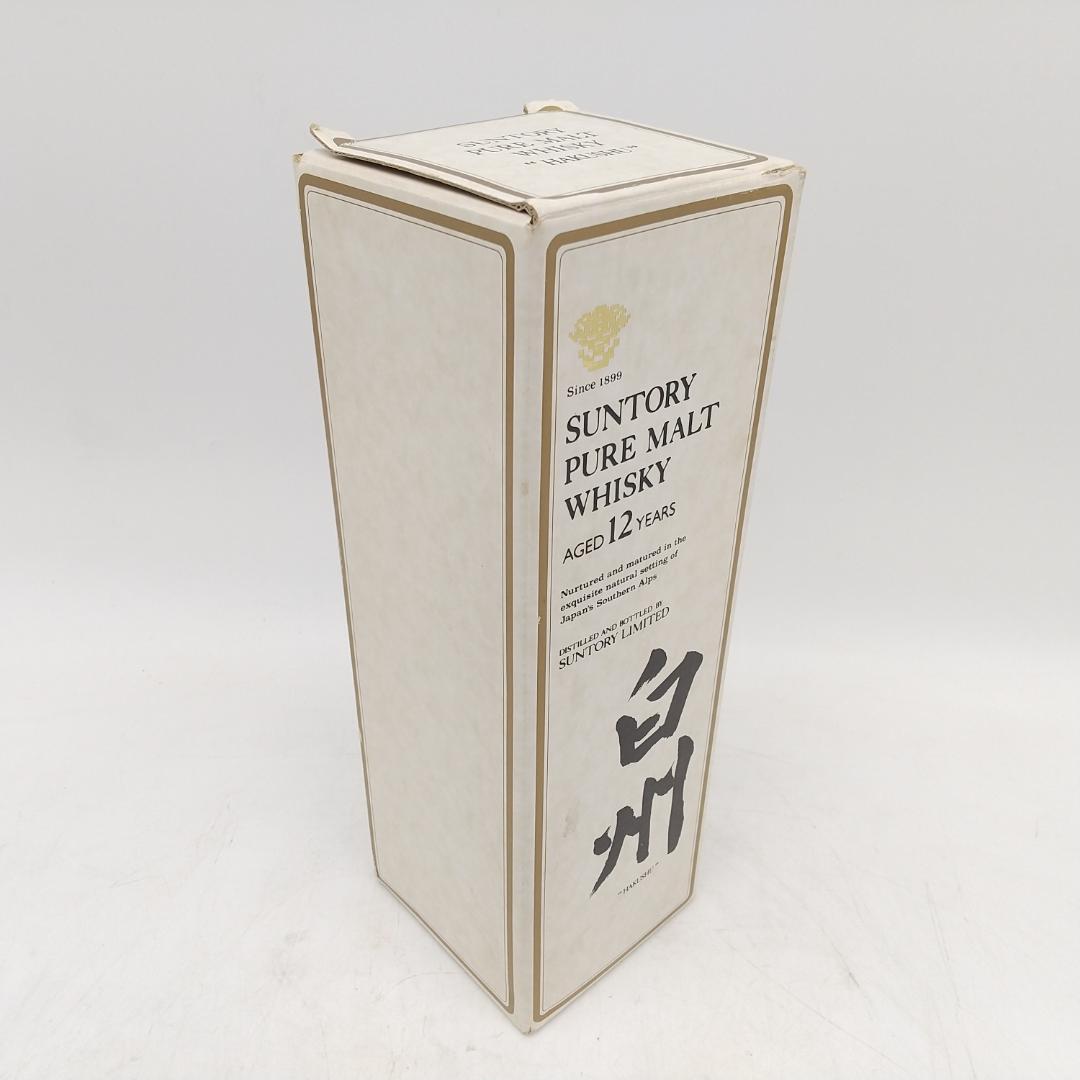 SUNTORY
PURE MALT
WHISKY
"HAKUSHU"
Since 1899
SUNTORY
PURE MALT
WHISKY
AGED 12 YEARS
Nurtured and matured in the
exquisite natural setting of
Japan's Southern Alps
DISTILLED AND BOTTLED BY
SUNTORY LIMITED
白
州
"HAKUSHU"